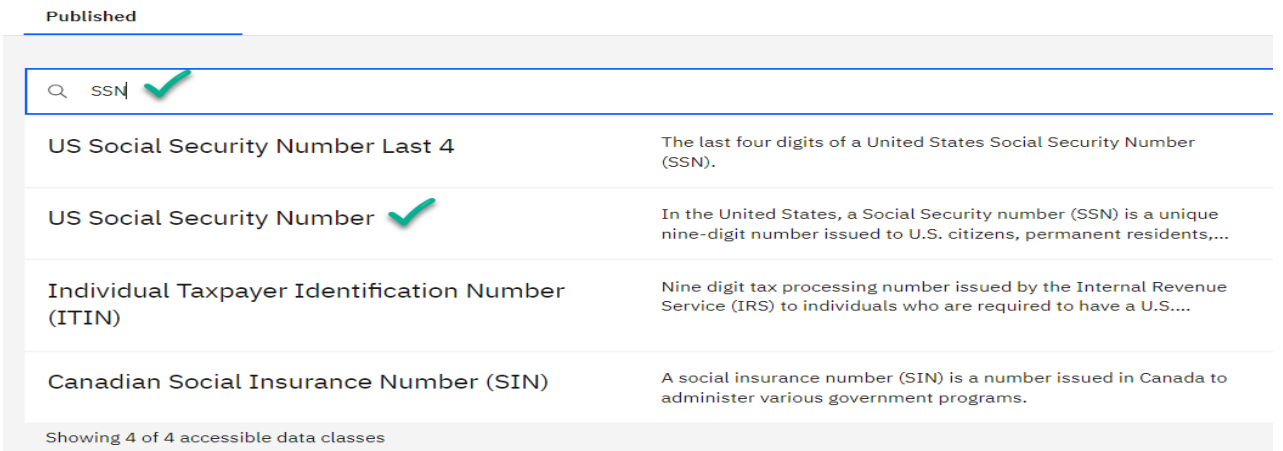 Published
SSN
US Social Security Number Last 4
The last four digits of a United States Social Security Number
(SSN).
US Social Security Number
In the United States, a Social Security number (SSN) is a unique
nine-digit number issued to U.S. citizens, permanent residents,...
Individual Taxpayer Identification Number
(ITIN)
Nine digit tax processing number issued by the Internal Revenue
Service (IRS) to individuals who are required to have a U.S....
Canadian Social Insurance Number (SIN)
A social insurance number (SIN) is a number issued in Canada to
administer various government programs.
Showing 4 of 4 accessible data classes